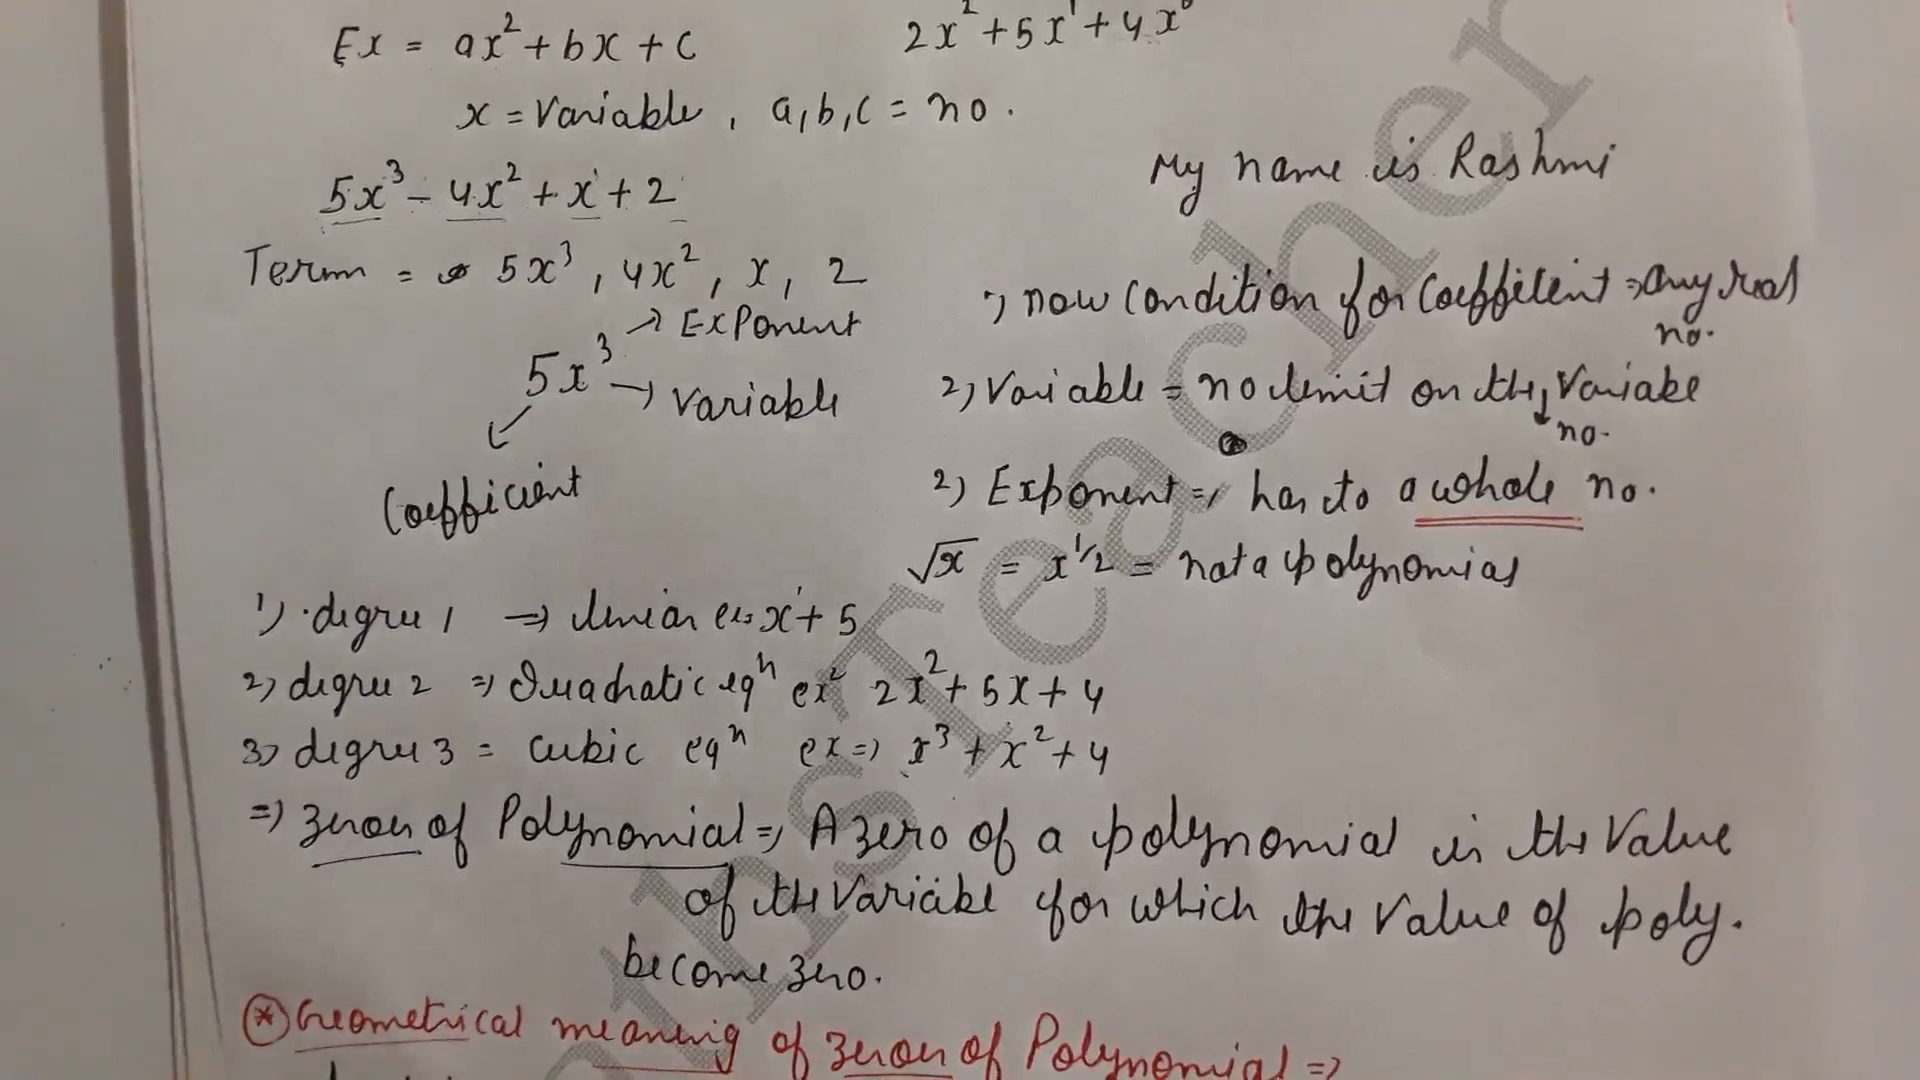 Ex = ax² + bx + c
2x² + 5x¹ + 4x⁰
x = Variable, a, b, c = no.
My name is Rashmi
5x³ - 4x² + x¹ + 2
Term = 5x³, 4x², x, 2
→ Exponent
5x³ → variable
Coefficient
1) now condition for coefficient ⇒ any real
no.
2) Variable = no limit on the Variable
no.
2) Exponent ⇒ has to a whole no.
√x = x^1/2 = not a polynomial
1) degree 1 ⇒ linear ex x¹ + 5
2) degree 2 ⇒ Quadratic eqⁿ ex² 2x² + 5x + 4
3) degree 3 = cubic eqⁿ ex ⇒ x³ + x² + 4
⇒ zeroes of Polynomial ⇒ A zero of a polynomial is the value
of the variable for which the value of poly.
become zero.
* Geometrical meaning of zeroes of Polynomial ⇒
hs Teacher